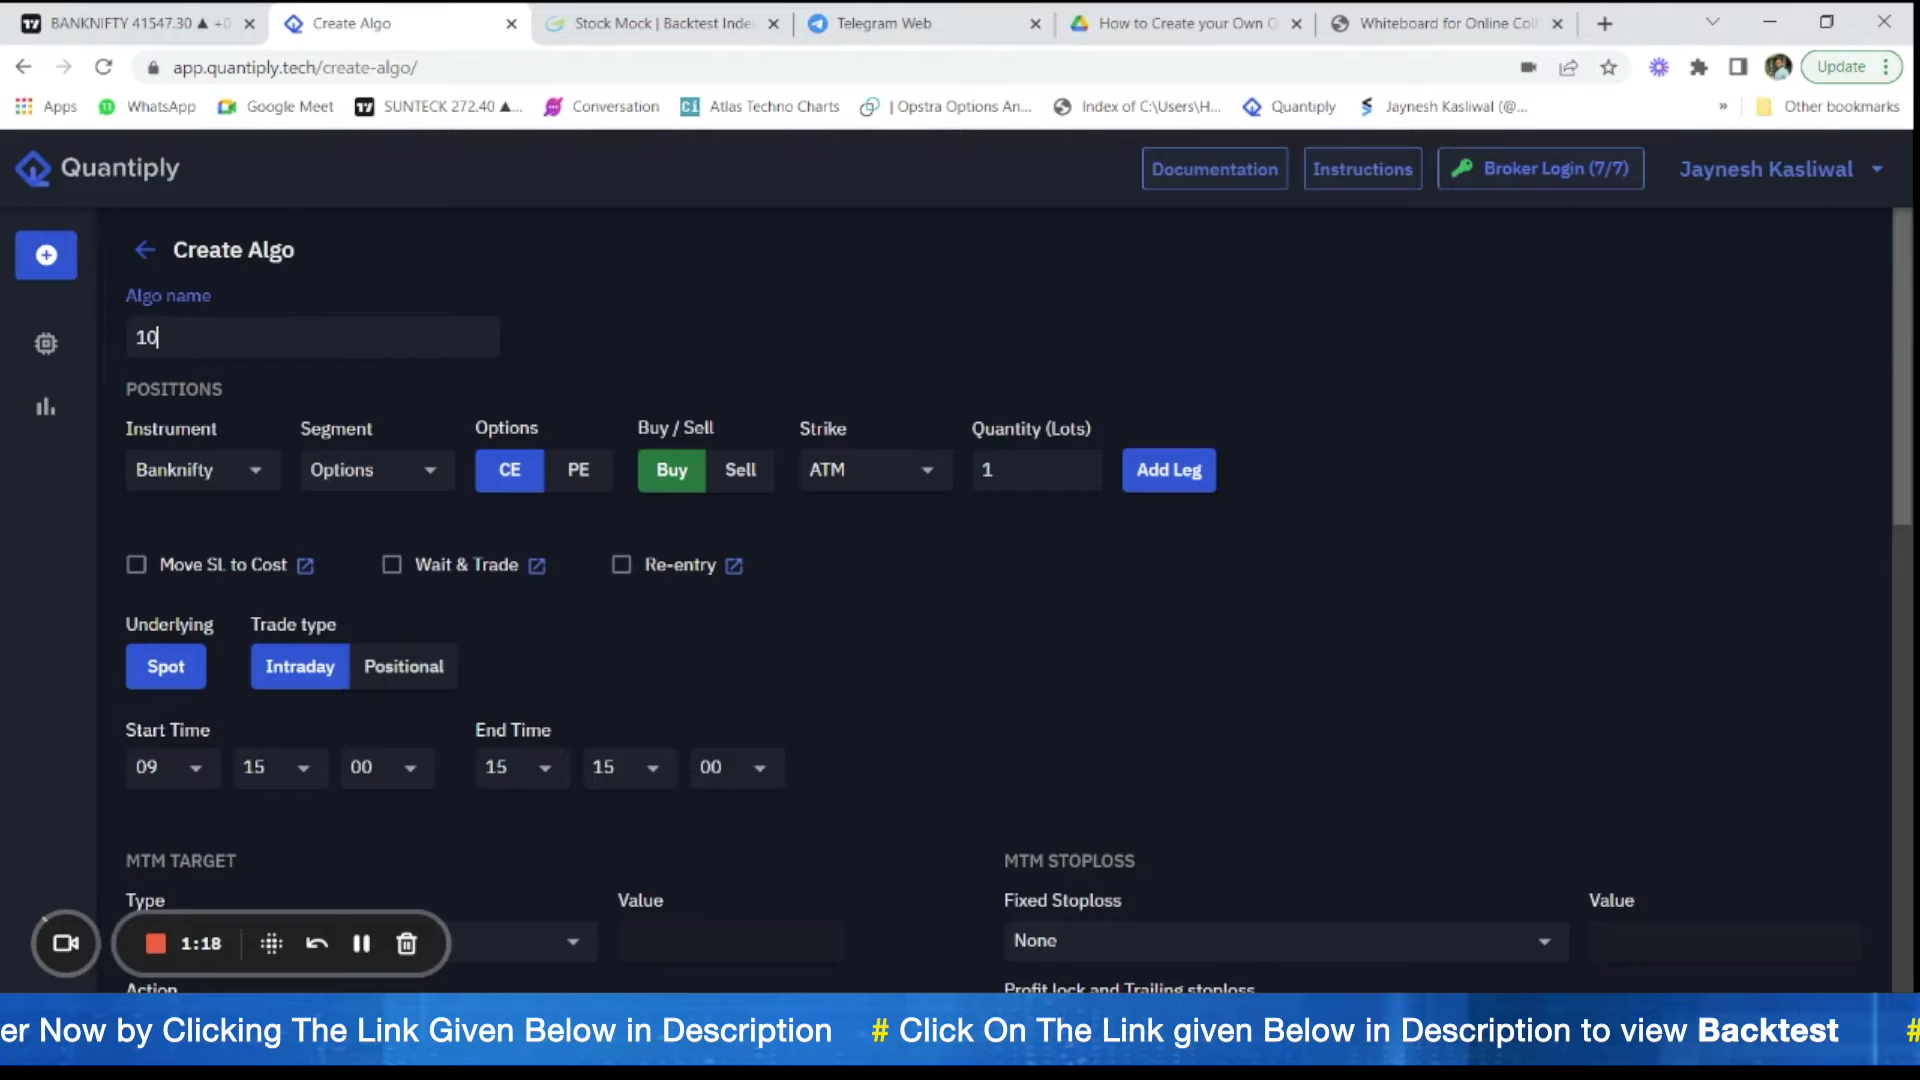 BANKNIFTY 41547.30 ▲ +0
Create Algo
Stock Mock | Backtest Inde
Telegram Web
How to Create your Own O
Whiteboard for Online Coll
app.quantiply.tech/create-algo/
Update
Apps
WhatsApp
Google Meet
SUNTECK 272.40 ▲...
Conversation
Atlas Techno Charts
| Opstra Options An...
Index of C:\Users\H...
Quantiply
Jaynesh Kasliwal (@...
»
Other bookmarks
Quantiply
Documentation
Instructions
Broker Login (7/7)
Jaynesh Kasliwal
Create Algo
Algo name
10
POSITIONS
Instrument Segment Options Buy / Sell Strike Quantity (Lots)
Banknifty Options CE PE Buy Sell ATM 1 Add Leg
Move SL to Cost Wait & Trade Re-entry
Underlying Trade type
Spot Intraday Positional
Start Time End Time
09 15 00 15 15 00
MTM TARGET MTM STOPLOSS
Type Value Fixed Stoploss Value
1:18 None
Action Profit lock and Trailing stoploss
er Now by Clicking The Link Given Below in Description # Click On The Link given Below in Description to view Backtest #